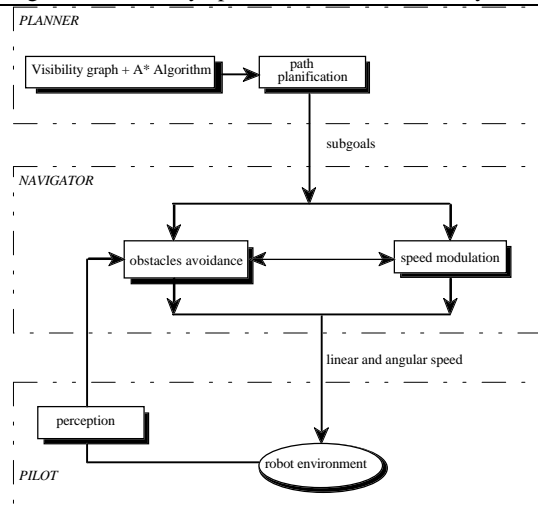 PLANNER
Visibility graph + A* Algorithm
path
planification
subgoals
NAVIGATOR
obstacles avoidance
speed modulation
linear and angular speed
perception
robot environment
PILOT